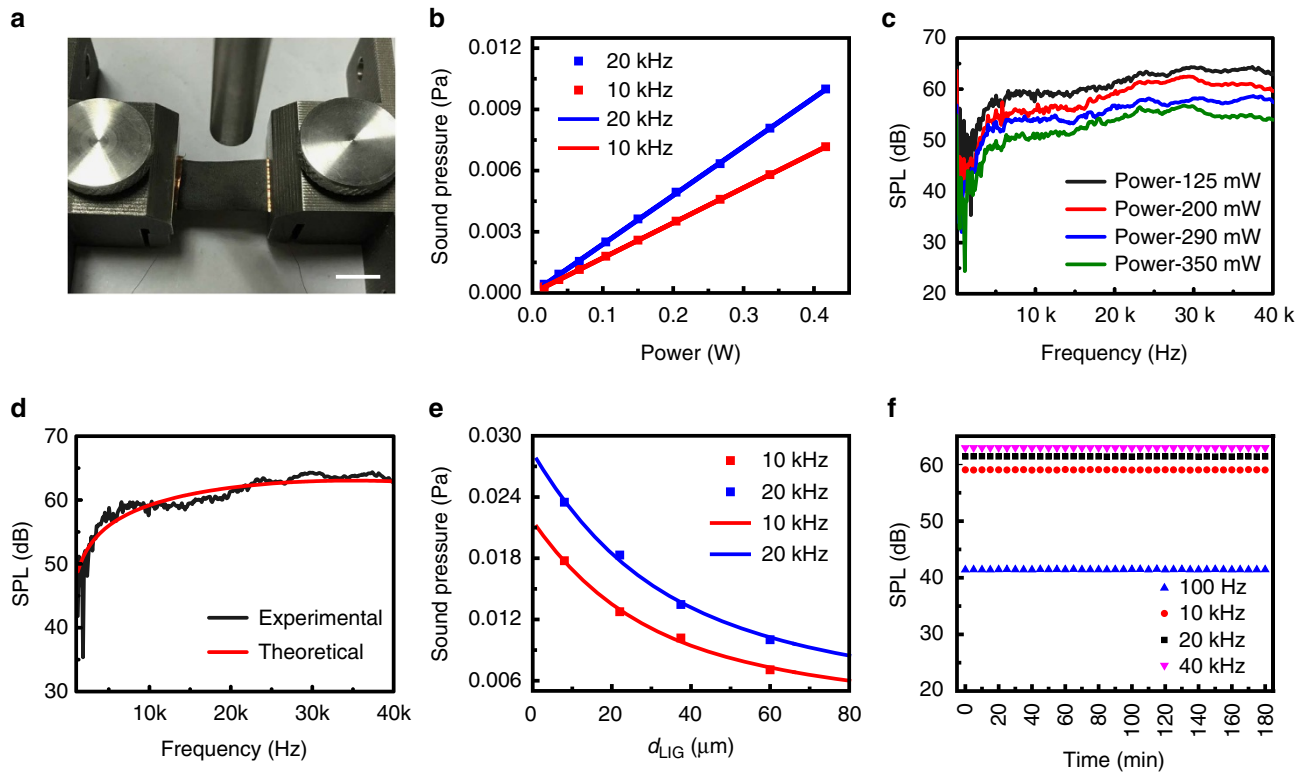 a
b
Sound pressure (Pa)
0.012
0.009
0.006
0.003
0.000
20 kHz
10 kHz
20 kHz
10 kHz
0.0 0.1 0.2 0.3 0.4
Power (W)
c
SPL (dB)
70
60
50
40
30
20
Power-125 mW
Power-200 mW
Power-290 mW
Power-350 mW
10 k 20 k 30 k 40 k
Frequency (Hz)
d
SPL (dB)
70
60
50
40
30
Experimental
Theoretical
10k 20k 30k 40k
Frequency (Hz)
e
Sound pressure (Pa)
0.030
0.024
0.018
0.012
0.006
10 kHz
20 kHz
10 kHz
20 kHz
0 20 40 60 80
d_LIG (μm)
f
SPL (dB)
60
50
40
30
20
100 Hz
10 kHz
20 kHz
40 kHz
0 20 40 60 80 100 120 140 160 180
Time (min)